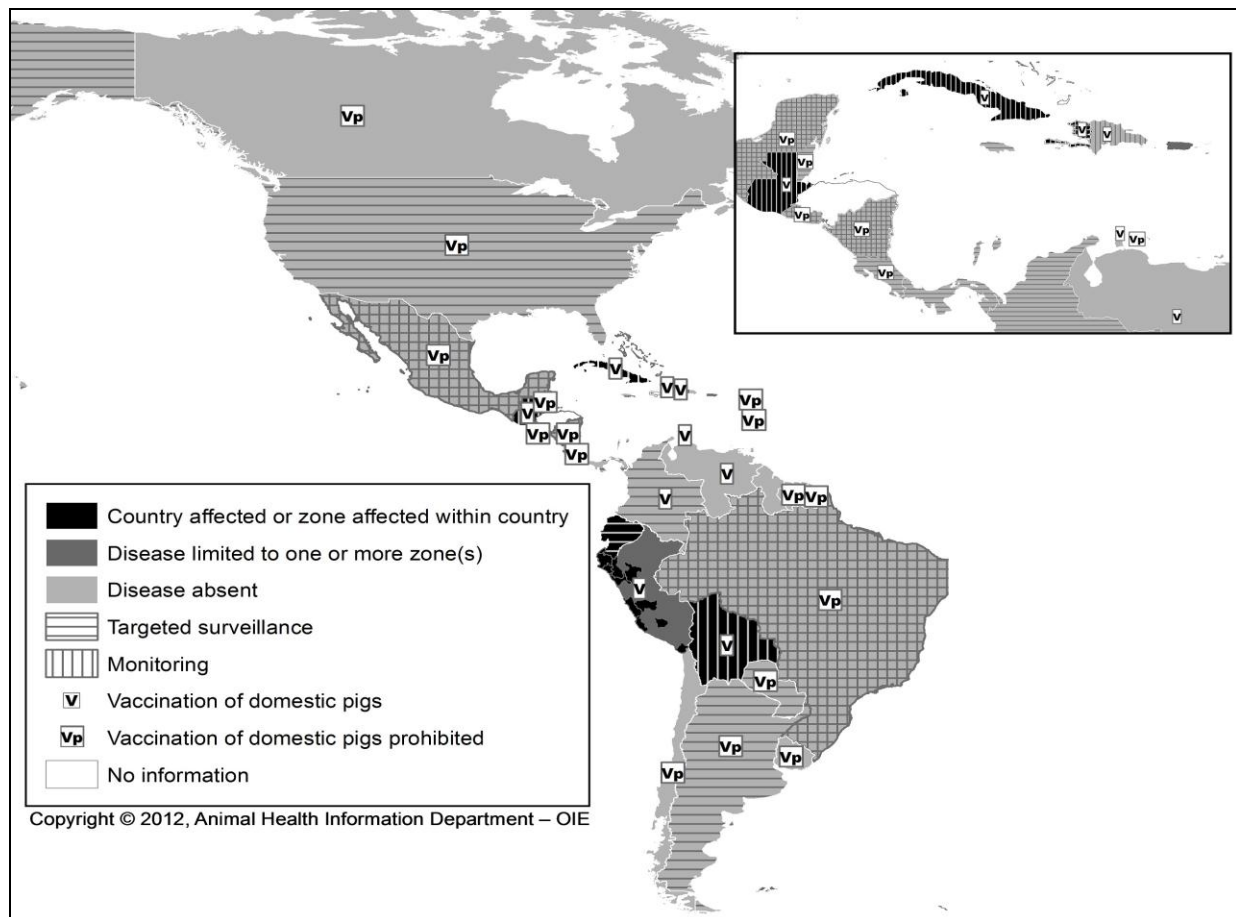 Vp
Vp
V
Vp
V
V
Vp
Vp
Vp
V
Vp
V
Vp
Vp
V
V V
Vp
Vp
V
Vp
Vp Vp
Vp
V
V
V
Vp Vp
V
Vp
V
Vp
Vp
Vp
Vp
Country affected or zone affected within country
Disease limited to one or more zone(s)
Disease absent
Targeted surveillance
Monitoring
V Vaccination of domestic pigs
Vp Vaccination of domestic pigs prohibited
No information
Copyright © 2012, Animal Health Information Department – OIE